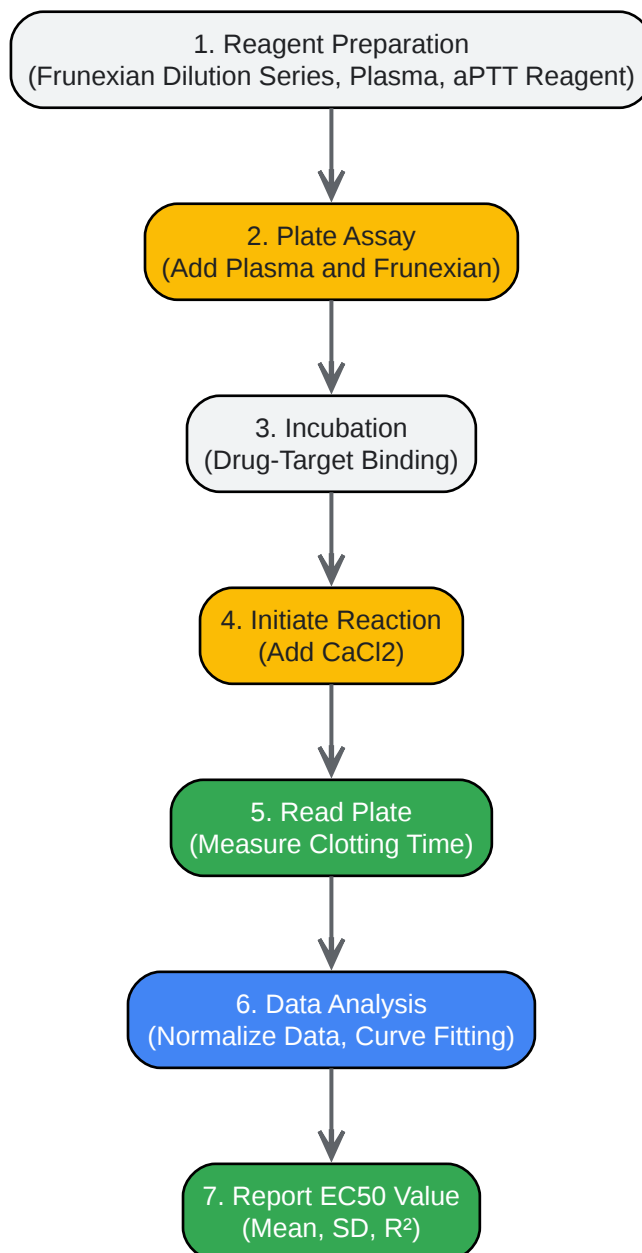 1. Reagent Preparation
(Frunexian Dilution Series, Plasma, aPTT Reagent)
2. Plate Assay
(Add Plasma and Frunexian)
3. Incubation
(Drug-Target Binding)
4. Initiate Reaction
(Add CaCl2)
5. Read Plate
(Measure Clotting Time)
6. Data Analysis
(Normalize Data, Curve Fitting)
7. Report EC50 Value
(Mean, SD, R²)